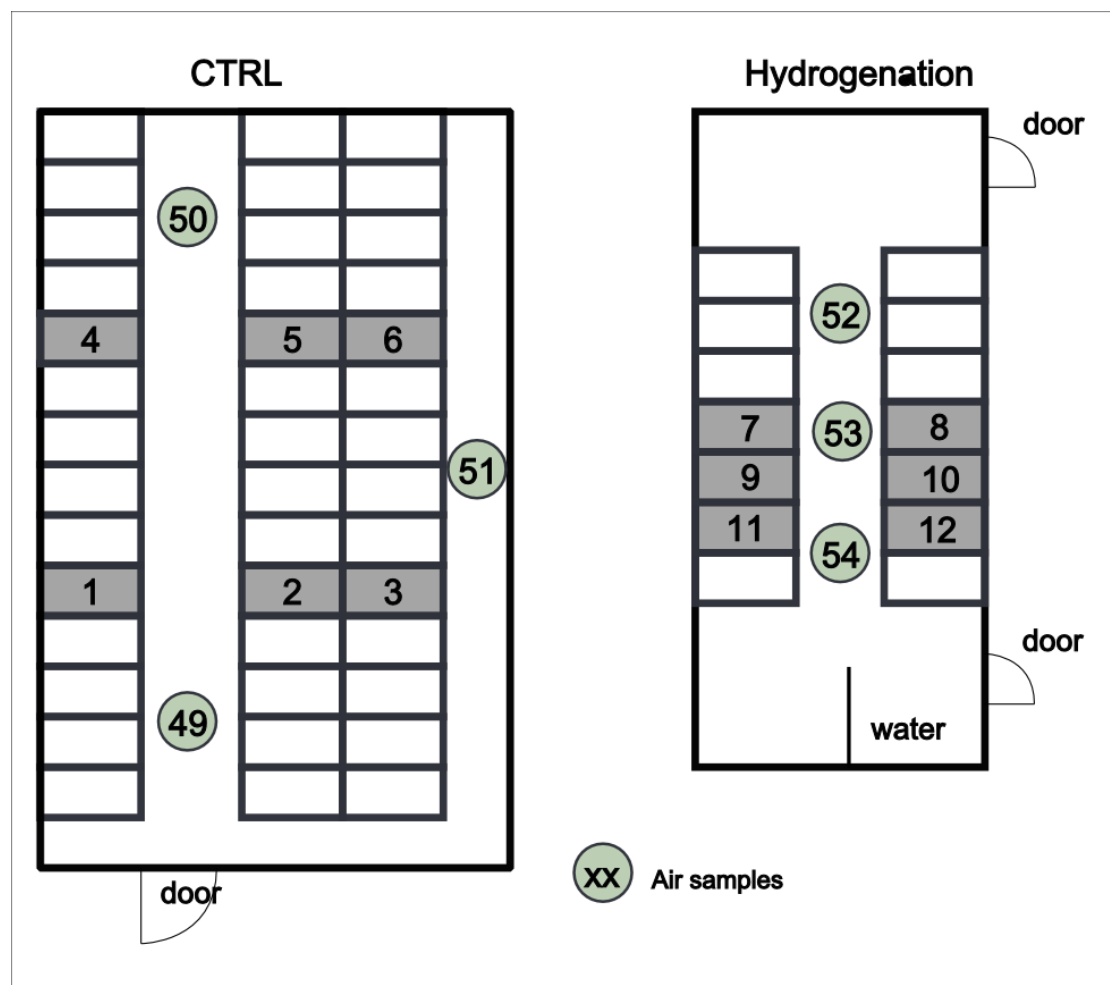 CTRL
Hydrogenation
door
50
52
4 5 6
7 53 8
51
9 10
11 12
54
1 2 3
door
49
water
xx Air samples
door